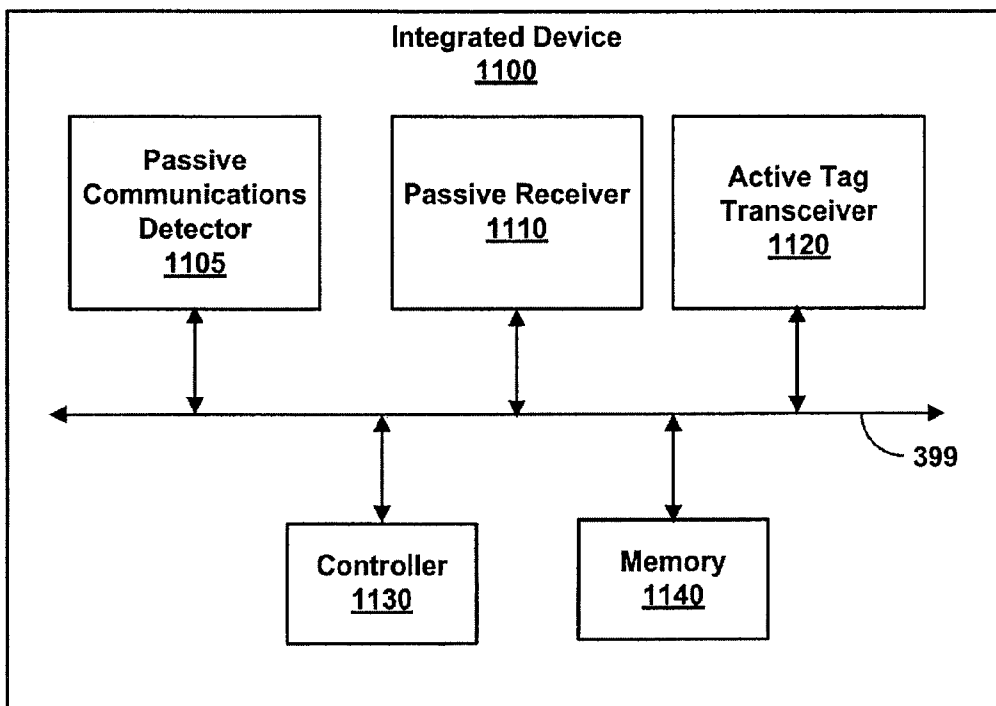 Integrated Device
1100
Passive
Communications
Detector
1105
Passive Receiver
1110
Active Tag
Transceiver
1120
399
Controller
1130
Memory
1140